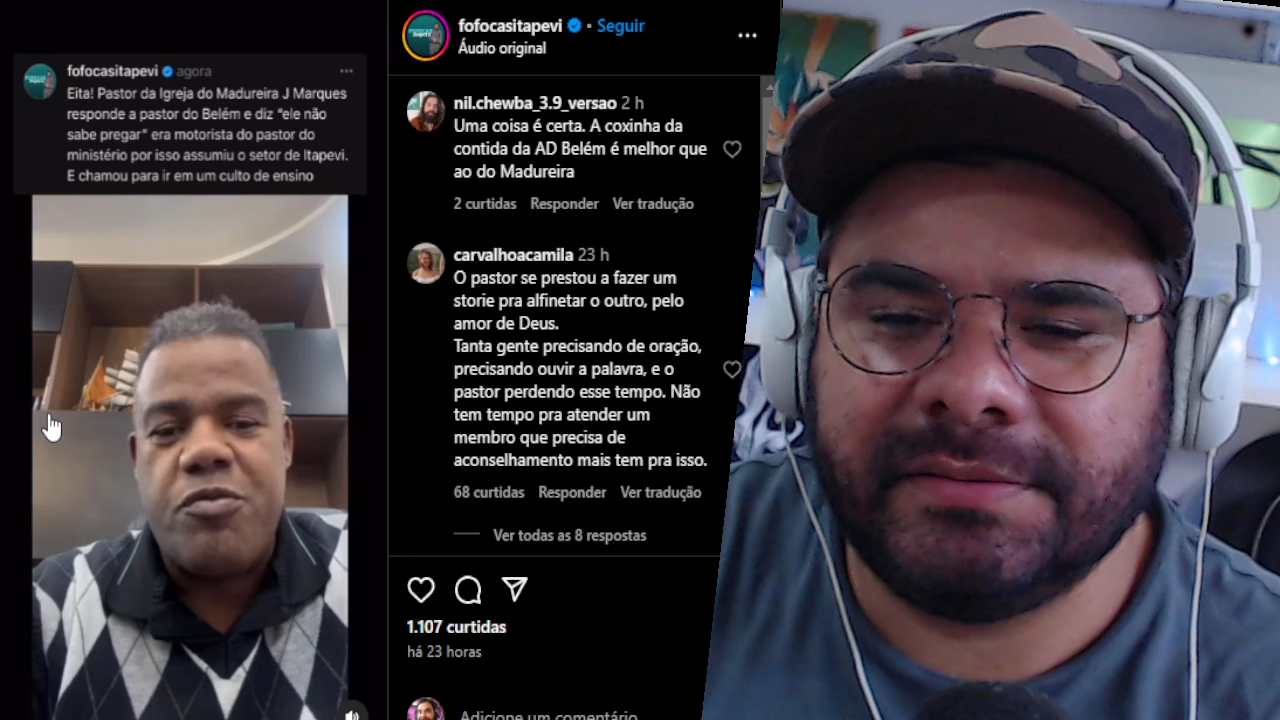 fofocasitapevi agora
Eita! Pastor da Igreja do Madureira J Marques
responde a pastor do Belém e diz "ele não
sabe pregar" era motorista do pastor do
ministério por isso assumiu o setor de Itapevi.
E chamou para ir em um culto de ensino
fofocasitapevi • Seguir
Áudio original
nil.chewba_3.9_versao 2 h
Uma coisa é certa. A coxinha da
contida da AD Belém é melhor que
ao do Madureira
2 curtidas Responder Ver tradução
carvalhoacamila 23 h
O pastor se prestou a fazer um
storie pra alfinetar o outro, pelo
amor de Deus.
Tanta gente precisando de oração,
precisando ouvir a palavra, e o
pastor perdendo esse tempo. Não
tem tempo pra atender um
membro que precisa de
aconselhamento mais tem pra isso.
68 curtidas Responder Ver tradução
Ver todas as 8 respostas
1.107 curtidas
há 23 horas
Adicione um comentário